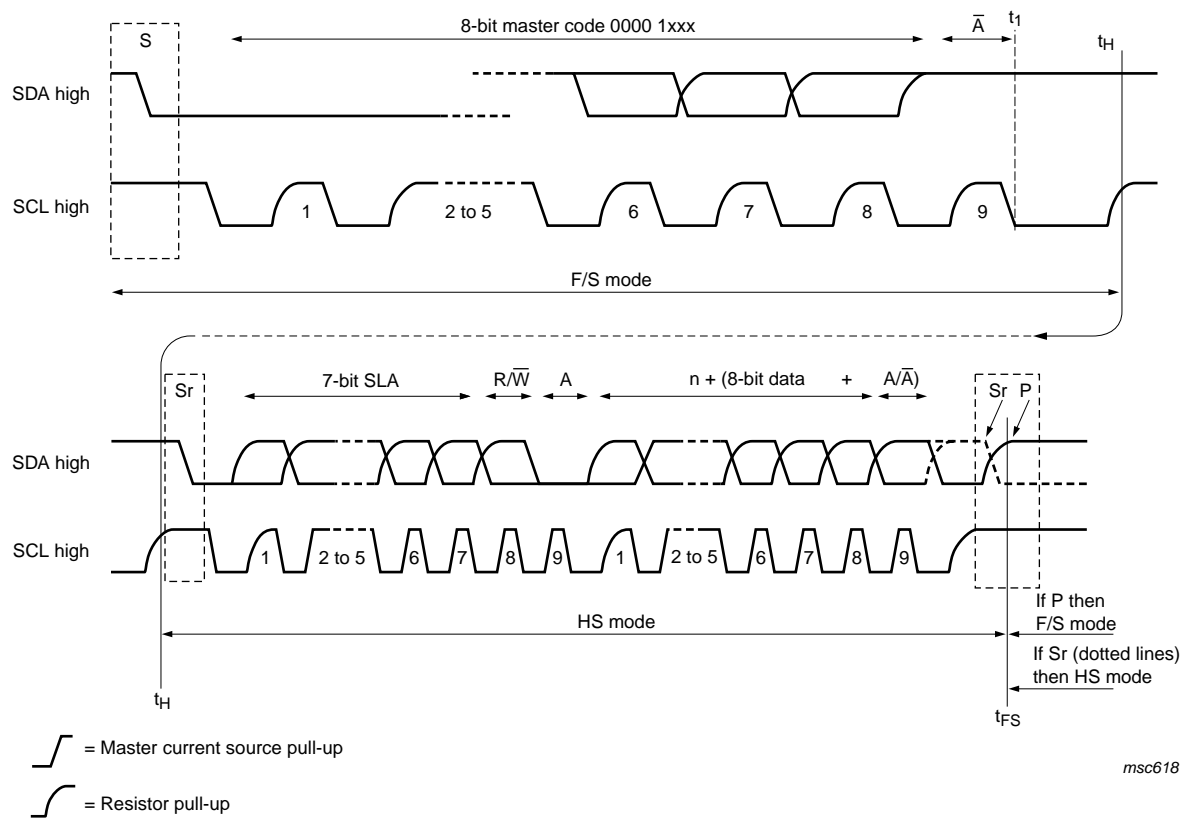 S
8-bit master code 0000 1xxx
A̅
t1
tH
SDA high
SCL high
1
2 to 5
6
7
8
9
F/S mode
Sr
7-bit SLA
R/W̅
A
n + (8-bit data + A/A̅)
Sr P
SDA high
SCL high
1
2 to 5
6
7
8
9
1
2 to 5
6
7
8
9
HS mode
If P then
F/S mode
If Sr (dotted lines)
then HS mode
tH
tFS
= Master current source pull-up
= Resistor pull-up
msc618